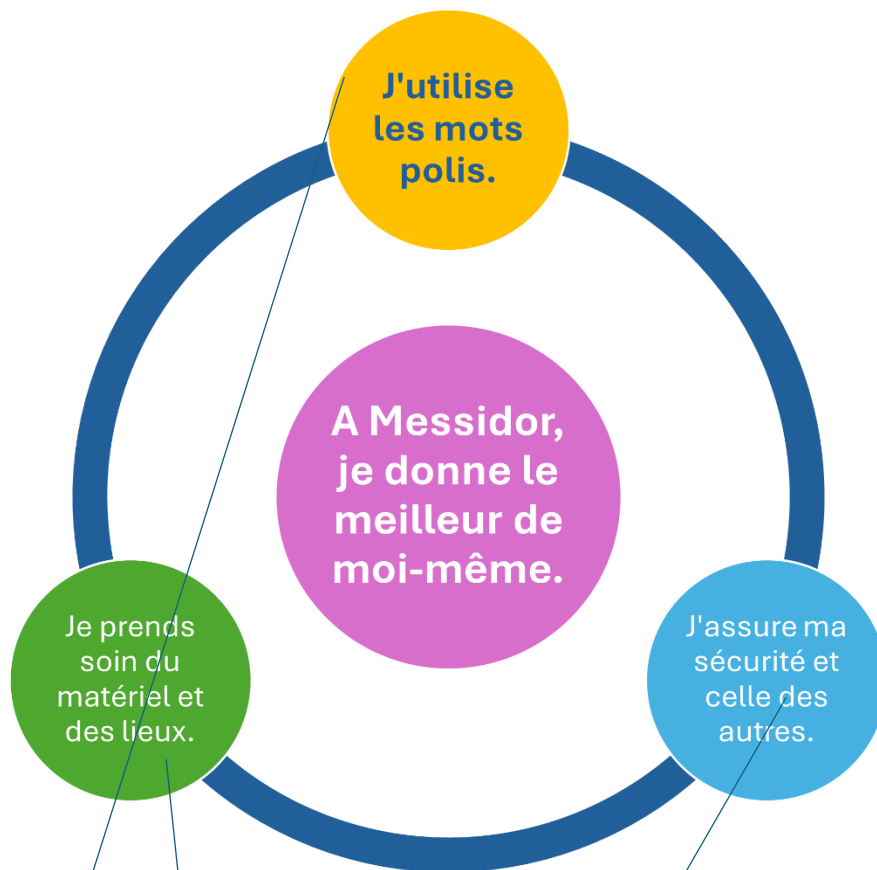 J'utilise
les mots
polis.
A Messidor,
je donne le
meilleur de
moi-même.
Je prends
soin du
matériel et
des lieux.
J'assure ma
sécurité et
celle des
autres.